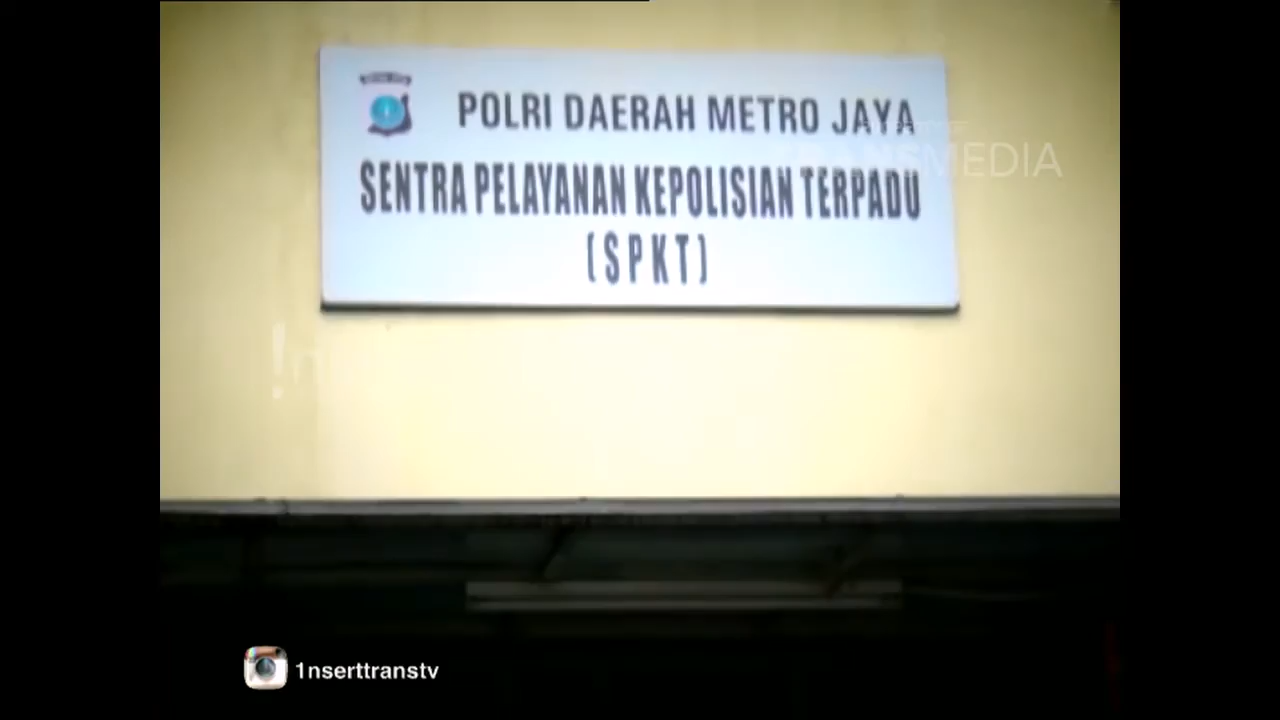 POLRI DAERAH METRO JAYA
SENTRA PELAYANAN KEPOLISIAN TERPADU
(SPKT)
TRANSMEDIA
1nserttranstv